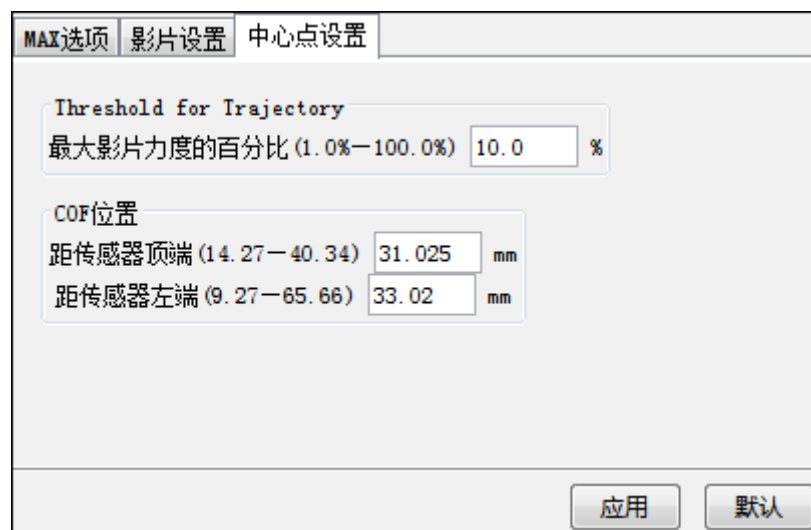 MAX选项 影片设置 中心点设置
Threshold for Trajectory
最大影片力度的百分比(1.0%—100.0%) 10.0 %
COF位置
距传感器顶端(14.27—40.34) 31.025 mm
距传感器左端(9.27—65.66) 33.02 mm
应用 默认